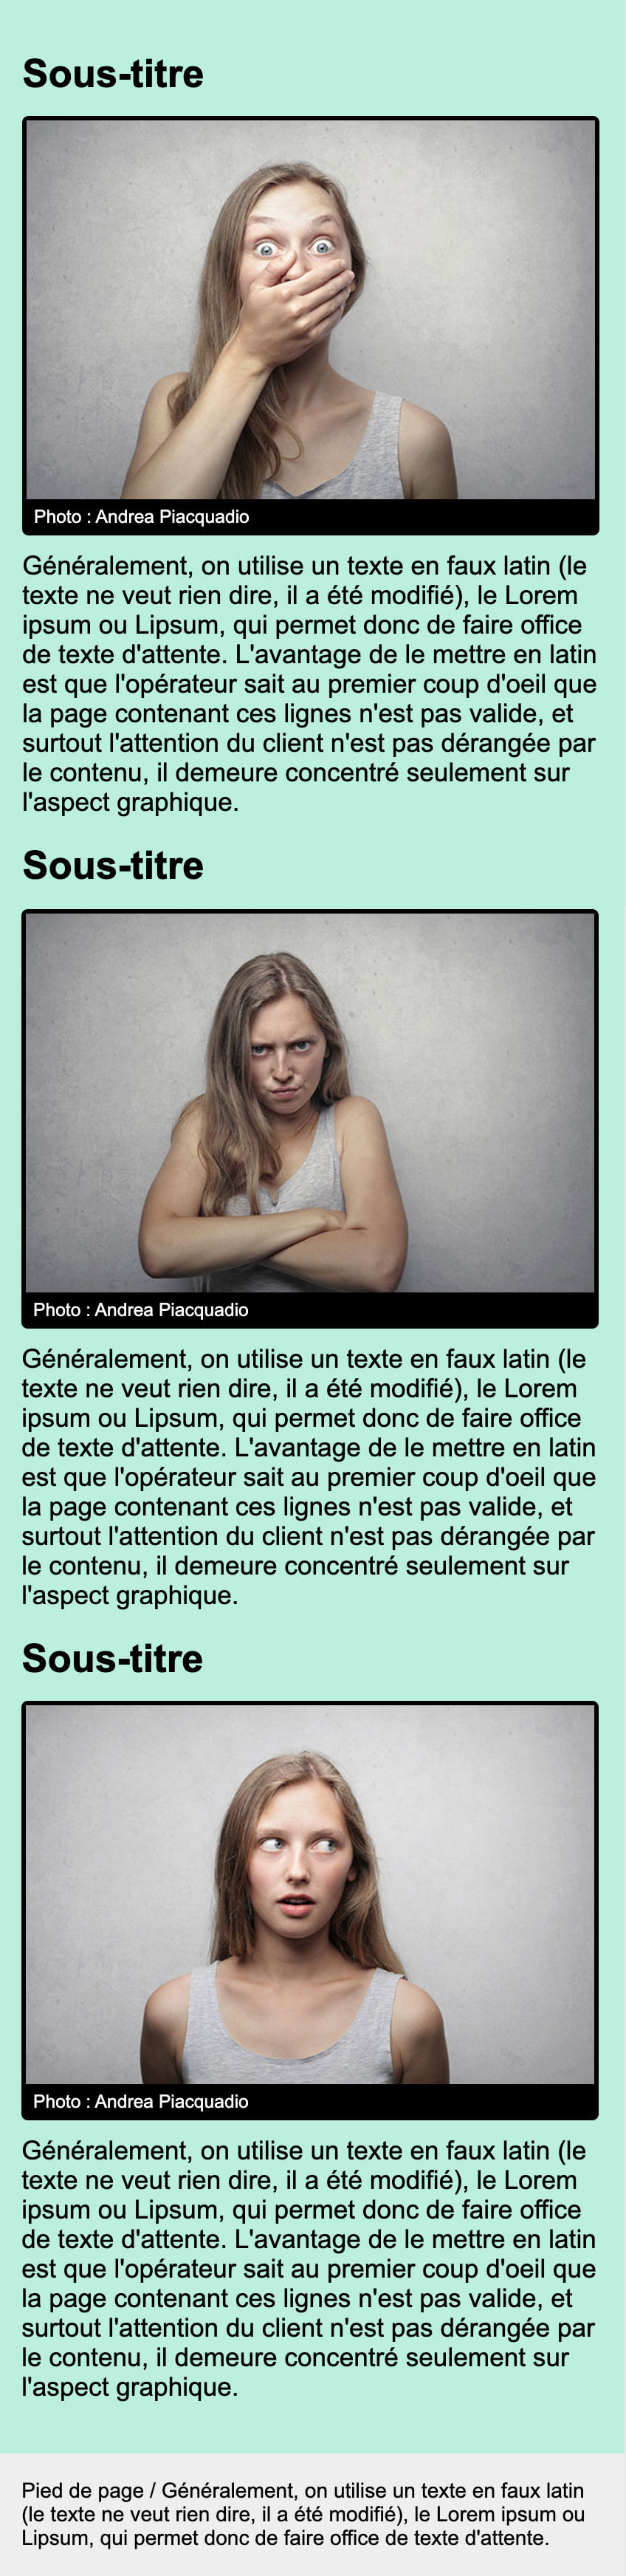 Sous-titre
Photo : Andrea Piacquadio
Généralement, on utilise un texte en faux latin (le
texte ne veut rien dire, il a été modifié), le Lorem
ipsum ou Lipsum, qui permet donc de faire office
de texte d'attente. L'avantage de le mettre en latin
est que l'opérateur sait au premier coup d'oeil que
la page contenant ces lignes n'est pas valide, et
surtout l'attention du client n'est pas dérangée par
le contenu, il demeure concentré seulement sur
l'aspect graphique.
Sous-titre
Photo : Andrea Piacquadio
Généralement, on utilise un texte en faux latin (le
texte ne veut rien dire, il a été modifié), le Lorem
ipsum ou Lipsum, qui permet donc de faire office
de texte d'attente. L'avantage de le mettre en latin
est que l'opérateur sait au premier coup d'oeil que
la page contenant ces lignes n'est pas valide, et
surtout l'attention du client n'est pas dérangée par
le contenu, il demeure concentré seulement sur
l'aspect graphique.
Sous-titre
Photo : Andrea Piacquadio
Généralement, on utilise un texte en faux latin (le
texte ne veut rien dire, il a été modifié), le Lorem
ipsum ou Lipsum, qui permet donc de faire office
de texte d'attente. L'avantage de le mettre en latin
est que l'opérateur sait au premier coup d'oeil que
la page contenant ces lignes n'est pas valide, et
surtout l'attention du client n'est pas dérangée par
le contenu, il demeure concentré seulement sur
l'aspect graphique.
Pied de page / Généralement, on utilise un texte en faux latin
(le texte ne veut rien dire, il a été modifié), le Lorem ipsum ou
Lipsum, qui permet donc de faire office de texte d'attente.